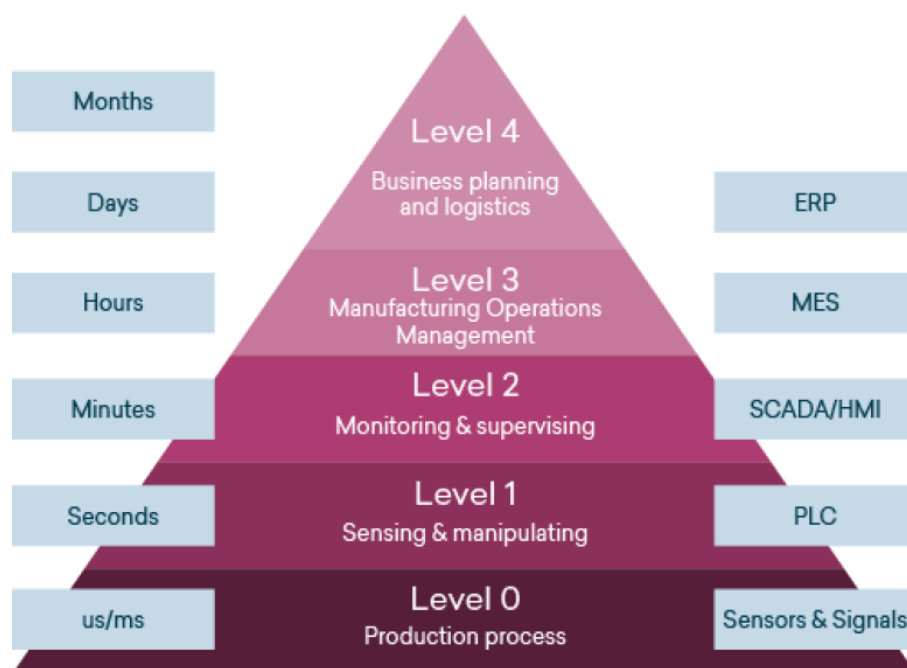 Months
Level 4
Days
Business planning
and logistics
ERP
Hours
Level 3
Manufacturing Operations
Management
MES
Minutes
Level 2
Monitoring & supervising
SCADA/HMI
Seconds
Level 1
Sensing & manipulating
PLC
us/ms
Level 0
Production process
Sensors & Signals